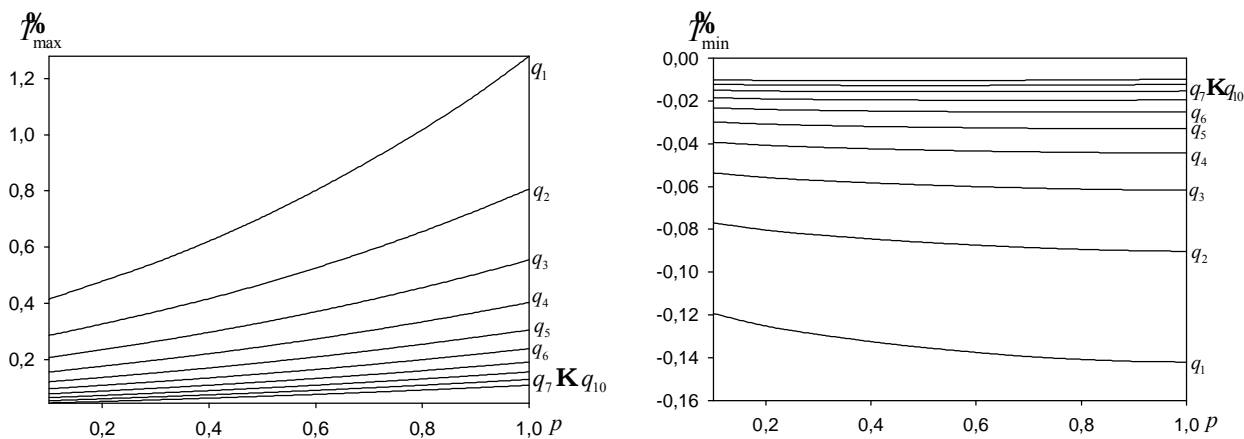 T%max
1,2
1,0
0,8
0,6
0,4
0,2
q1
q2
q3
q4
q5
q6
q7 K q10
0,2 0,4 0,6 0,8 1,0 p
T%min
0,00
-0,02
-0,04
-0,06
-0,08
-0,10
-0,12
-0,14
-0,16
q7 K q10
q6
q5
q4
q3
q2
q1
0,2 0,4 0,6 0,8 1,0 p